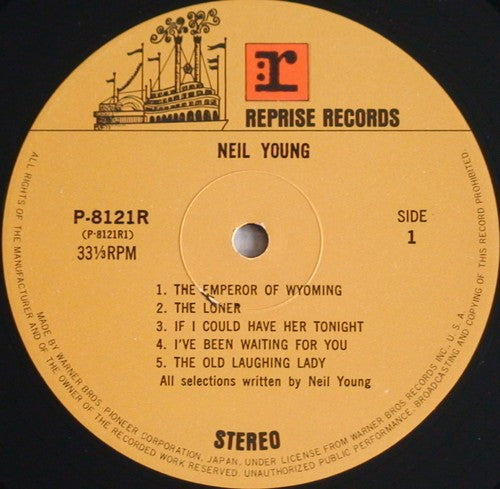 r
REPRISE RECORDS
NEIL YOUNG
P-8121R
(P-8121R1)
33⅓RPM
SIDE
1
1. THE EMPEROR OF WYOMING
2. THE LONER
3. IF I COULD HAVE HER TONIGHT
4. I'VE BEEN WAITING FOR YOU
5. THE OLD LAUGHING LADY
All selections written by Neil Young
STEREO
MADE BY WARNER BROS. PIONEER CORPORATION, JAPAN, UNDER LICENSE FROM WARNER BROS RECORDS INC., U. S. A.
ALL RIGHTS OF THE MANUFACTURER AND OF THE OWNER OF THE RECORDED WORK RESERVED. UNAUTHORIZED PUBLIC PERFORMANCE, BROADCASTING AND COPYING OF THIS RECORD PROHIBITED.